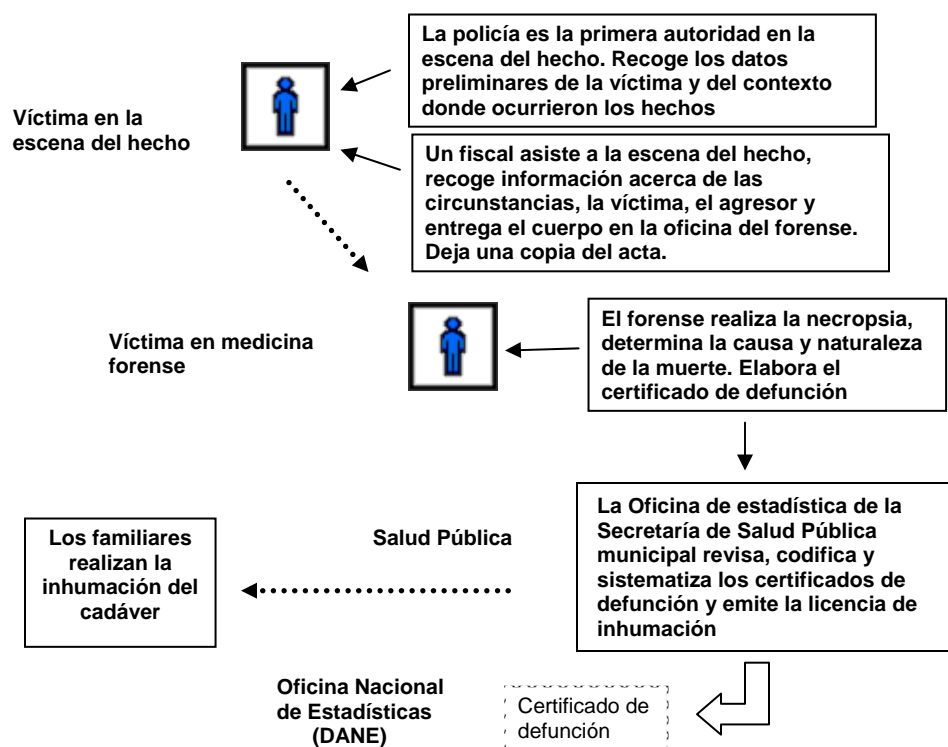 La policía es la primera autoridad en la
escena del hecho. Recoge los datos
preliminares de la víctima y del contexto
donde ocurrieron los hechos
Víctima en la
escena del hecho
Un fiscal asiste a la escena del hecho,
recoge información acerca de las
circunstancias, la víctima, el agresor y
entrega el cuerpo en la oficina del forense.
Deja una copia del acta.
Víctima en medicina
forense
El forense realiza la necropsia,
determina la causa y naturaleza
de la muerte. Elabora el
certificado de defunción
La Oficina de estadística de la
Secretaría de Salud Pública
municipal revisa, codifica y
sistematiza los certificados de
defunción y emite la licencia de
inhumación
Salud Pública
Los familiares
realizan la
inhumación del
cadáver
Oficina Nacional
de Estadísticas
(DANE)
Certificado de
defunción